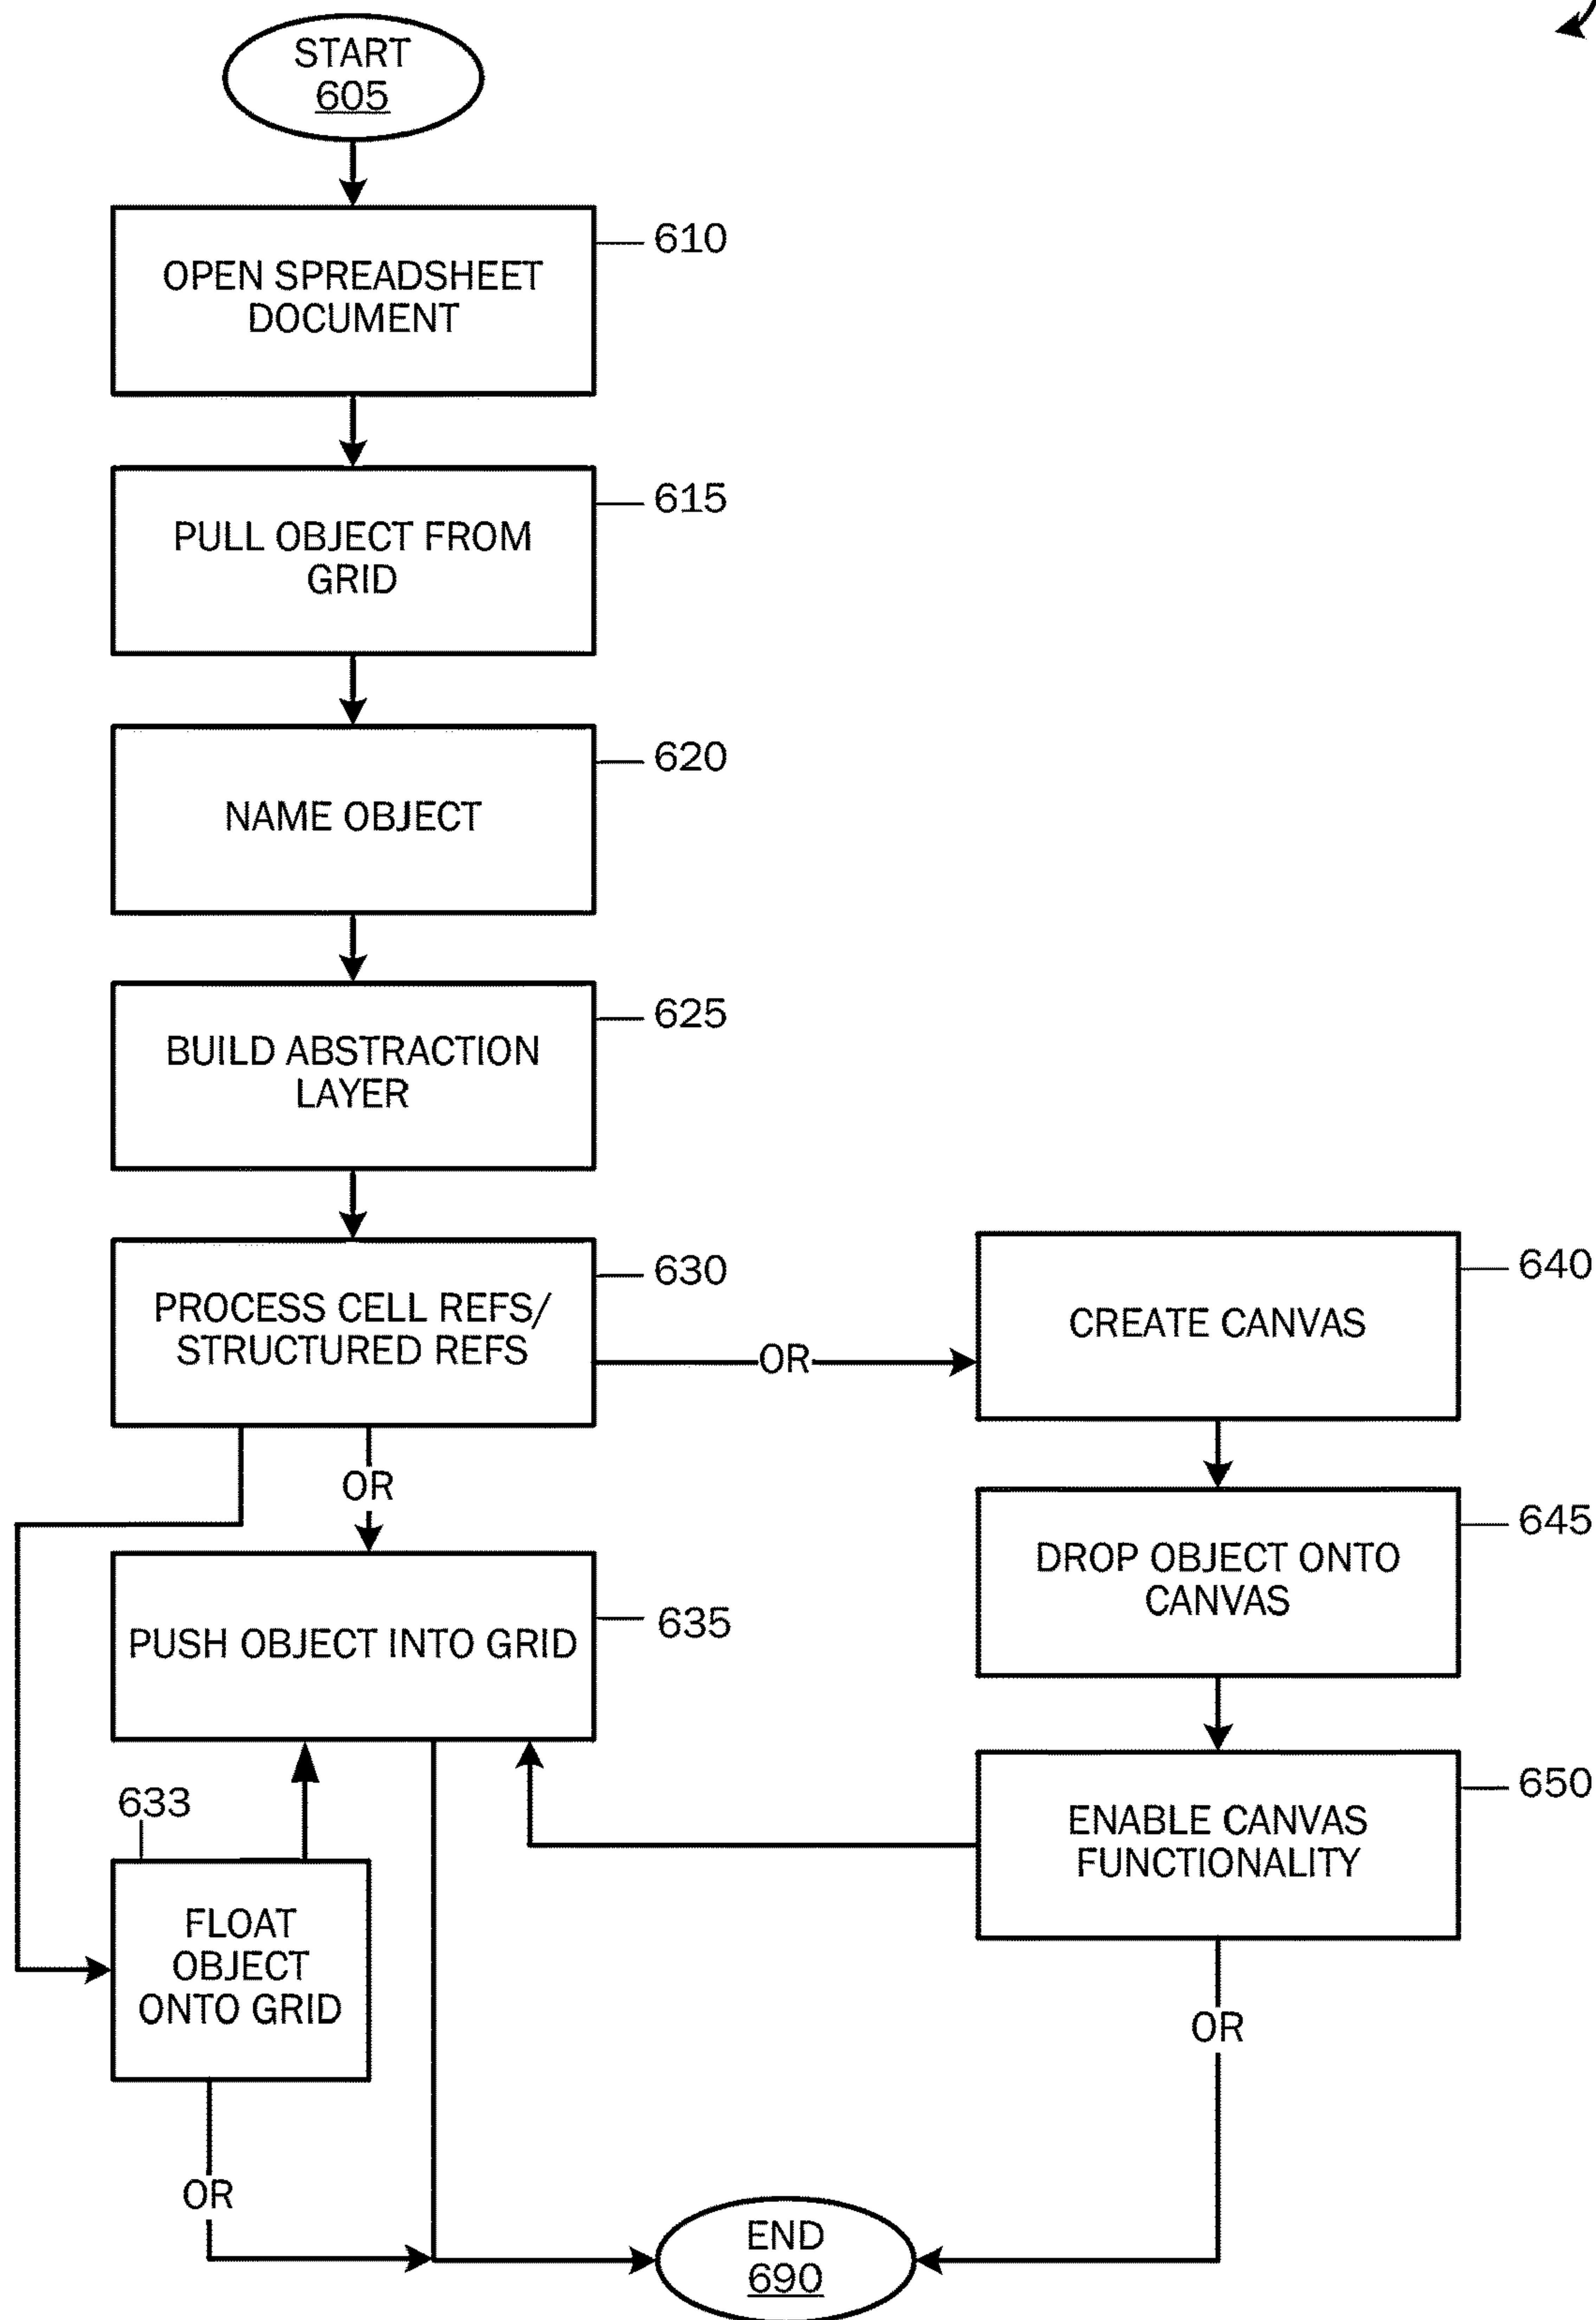 START
605
610
OPEN SPREADSHEET
DOCUMENT
615
PULL OBJECT FROM
GRID
620
NAME OBJECT
625
BUILD ABSTRACTION
LAYER
630
PROCESS CELL REFS/
STRUCTURED REFS
OR
640
CREATE CANVAS
OR
645
DROP OBJECT ONTO
CANVAS
635
PUSH OBJECT INTO GRID
650
ENABLE CANVAS
FUNCTIONALITY
633
FLOAT
OBJECT
ONTO GRID
OR
OR
END
690